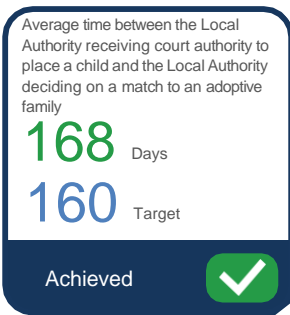 Average time between the Local
Authority receiving court authority to
place a child and the Local Authority
deciding on a match to an adoptive
family
168 Days
160 Target
Achieved